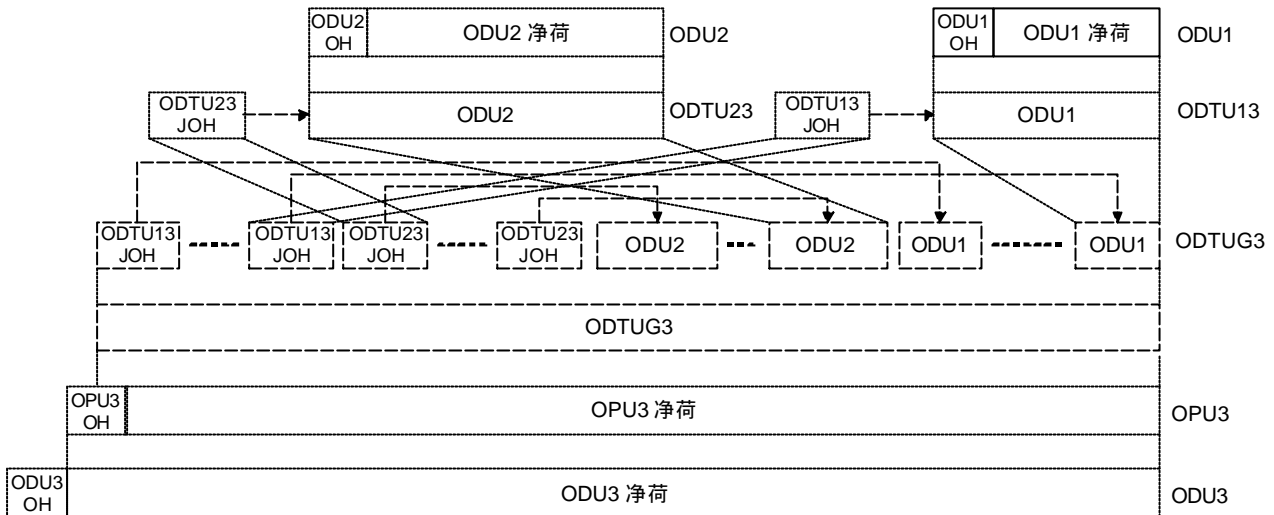 ODU2
OH
ODU2 净荷
ODU2
ODU1
OH
ODU1 净荷
ODU1
ODTU23
JOH
ODU2
ODTU23
ODTU13
JOH
ODU1
ODTU13
ODTU13
JOH
ODTU13
JOH
ODTU23
JOH
ODTU23
JOH
ODU2
ODU2
ODU1
ODU1
ODTUG3
ODTUG3
OPU3
OH
OPU3 净荷
OPU3
ODU3
OH
ODU3 净荷
ODU3